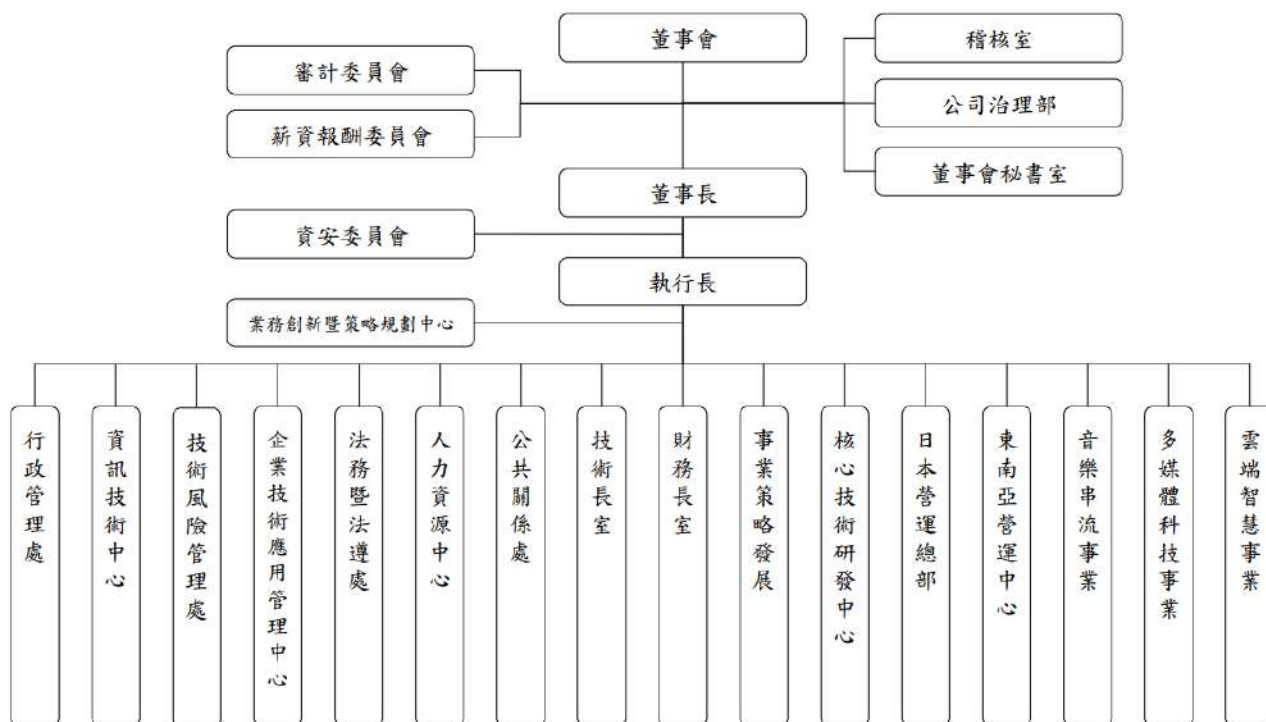 董事會
稽核室
審計委員會
公司治理部
薪資報酬委員會
董事會秘書室
董事長
資安委員會
執行長
業務創新暨策略規劃中心
行政管理處
資訊技術中心
技術風險管理處
企業技術應用管理中心
法務暨法遵處
人力資源中心
公共關係處
技術長室
財務長室
事業策略發展
核心技術研發中心
日本營運總部
東南亞營運中心
音樂串流事業
多媒體科技事業
雲端智慧事業